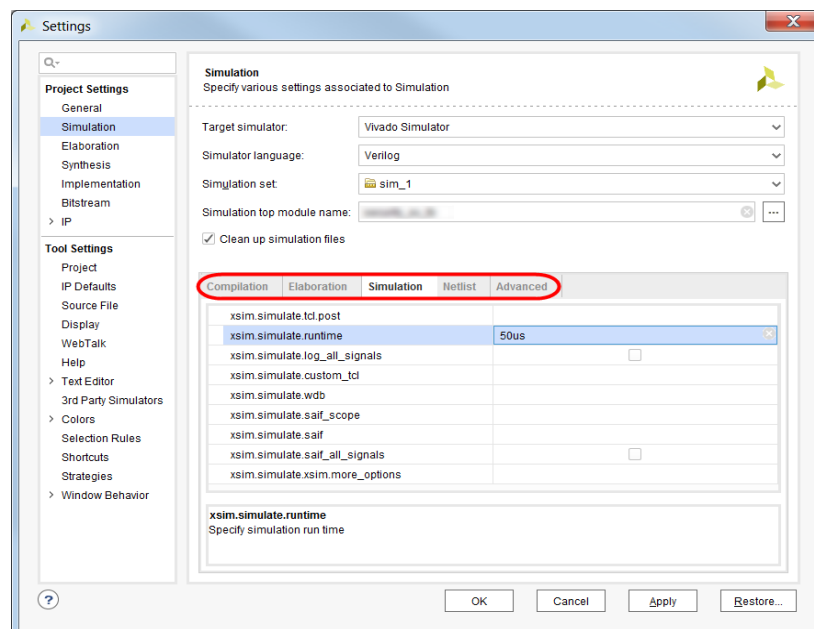 Settings
Project Settings
General
Simulation
Elaboration
Synthesis
Implementation
Bitstream
> IP
Tool Settings
Project
IP Defaults
Source File
Display
WebTalk
Help
> Text Editor
3rd Party Simulators
> Colors
Selection Rules
Shortcuts
Strategies
> Window Behavior
Simulation
Specify various settings associated to Simulation
Target simulator: Vivado Simulator
Simulator language: Verilog
Simulation set: sim_1
Simulation top module name: ...
Clean up simulation files
Compilation Elaboration Simulation Netlist Advanced
xsim.simulate.tcl.post
xsim.simulate.runtime 50us
xsim.simulate.log_all_signals
xsim.simulate.custom_tcl
xsim.simulate.wdb
xsim.simulate.saif_scope
xsim.simulate.saif
xsim.simulate.saif_all_signals
xsim.simulate.xsim.more_options
xsim.simulate.runtime
Specify simulation run time
? OK Cancel Apply Restore...